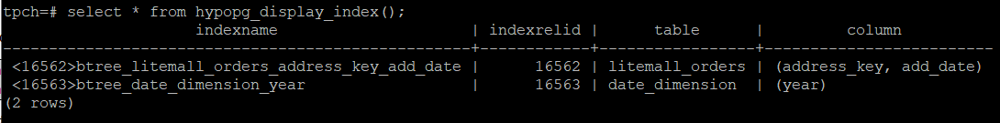 tpch=# select * from hypopg_display_index();
indexname | indexrelid | table | column
----------------------------------------------+------------+----------------+-------------------------
<16562>btree_litemall_orders_address_key_add_date | 16562 | litemall_orders | (address_key, add_date)
<16563>btree_date_dimension_year | 16563 | date_dimension | (year)
(2 rows)